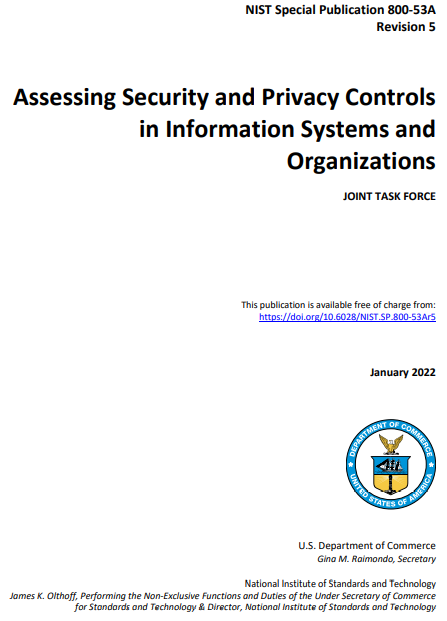 NIST Special Publication 800-53A
Revision 5
Assessing Security and Privacy Controls
in Information Systems and
Organizations
JOINT TASK FORCE
This publication is available free of charge from:
https://doi.org/10.6028/NIST.SP.800-53Ar5
January 2022
DEPARTMENT OF COMMERCE
UNITED STATES OF AMERICA
U.S. Department of Commerce
Gina M. Raimondo, Secretary
National Institute of Standards and Technology
James K. Olthoff, Performing the Non-Exclusive Functions and Duties of the Under Secretary of Commerce
for Standards and Technology & Director, National Institute of Standards and Technology